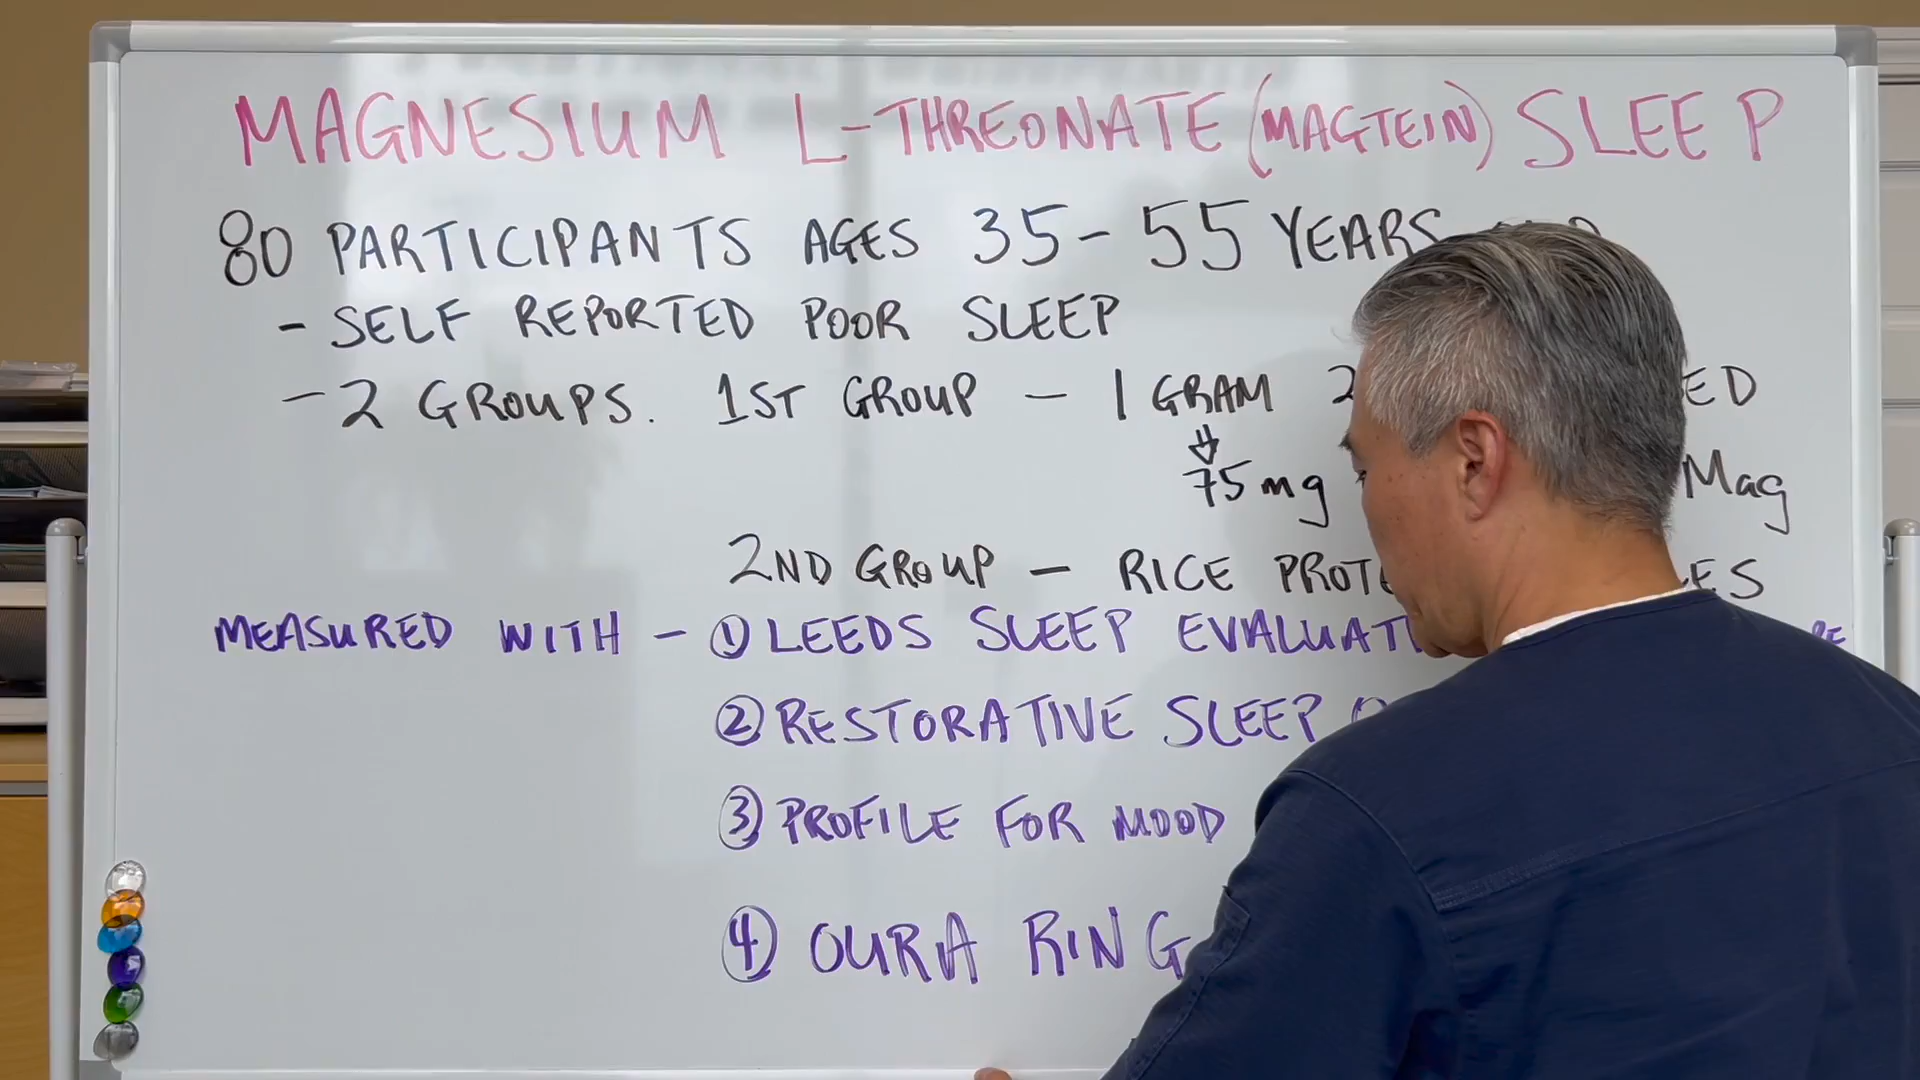 MAGNESIUM L-THREONATE (MAGTEIN) SLEEP
80 PARTICIPANTS AGES 35-55 YEARS
- SELF REPORTED POOR SLEEP
- 2 GROUPS. 1ST GROUP - 1 GRAM 2
75mg Mag
2ND GROUP - RICE
MEASURED WITH - ① LEEDS SLEEP
② RESTORATIVE SLEEP
③ PROFILE FOR MOOD
④ OURA RING